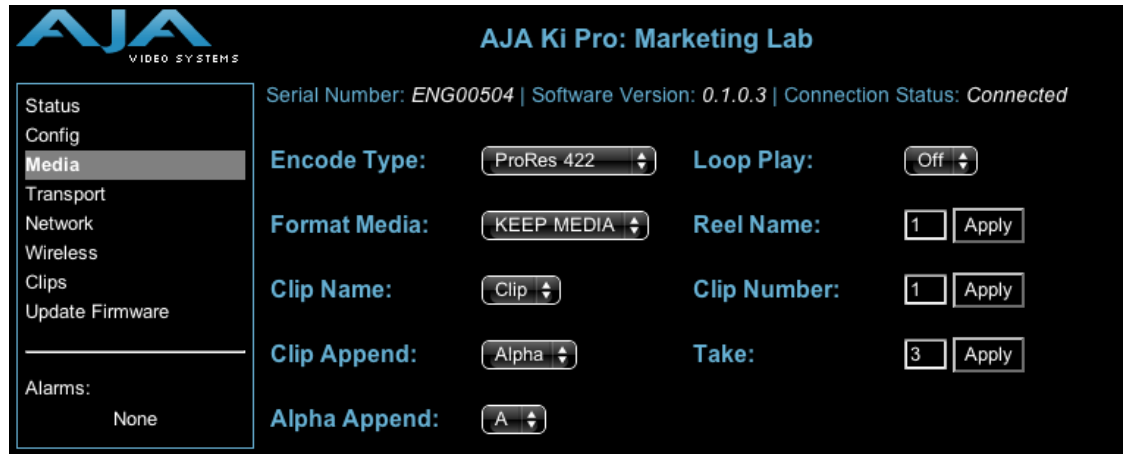 AJA
VIDEO SYSTEMS
AJA Ki Pro: Marketing Lab
Status
Config
Media
Transport
Network
Wireless
Clips
Update Firmware
Alarms:
None
Serial Number: ENG00504 | Software Version: 0.1.0.3 | Connection Status: Connected
Encode Type: ProRes 422 Loop Play: Off
Format Media: KEEP MEDIA Reel Name: 1 Apply
Clip Name: Clip Clip Number: 1 Apply
Clip Append: Alpha Take: 3 Apply
Alpha Append: A